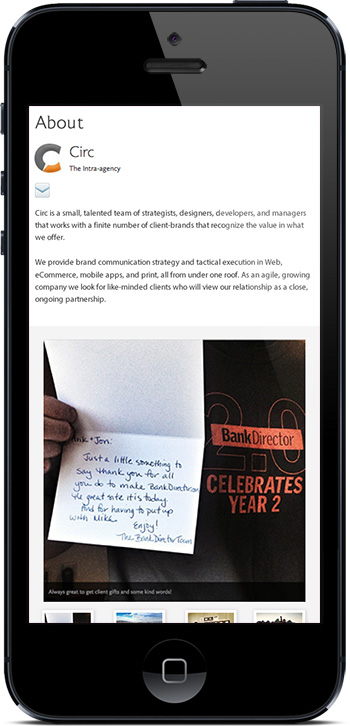 About
Circ
The Intra-agency
Circ is a small, talented team of strategists, designers, developers, and managers
that works with a finite number of client-brands that recognize the value in what
we offer.
We provide brand communication strategy and tactical execution in Web,
eCommerce, mobile apps, and print, all from under one roof. As an agile, growing
company we look for like-minded clients who will view our relationship as a close,
ongoing partnership.
+ Jon:
Just a little something to
say thank you for all
you do to make BankDirector
the great site it is today.
And for having to put up
with Mike.
Enjoy!
The BankDirector Team
2.0
BankDirector
CELEBRATES
YEAR 2
Always great to get client gifts and some kind words!